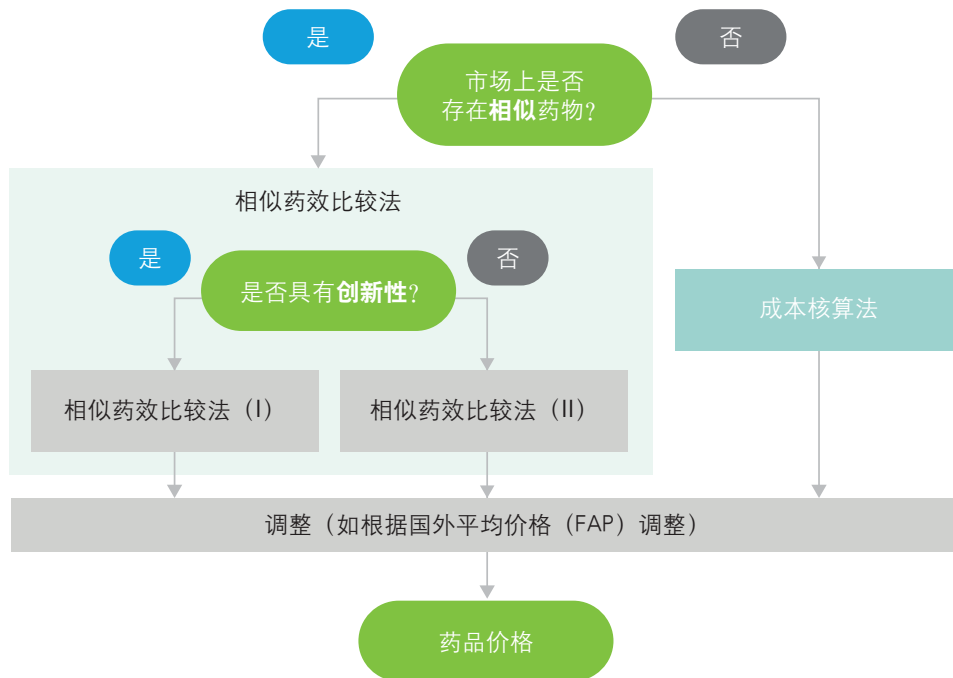 是
否
市场上是否
存在相似药物？
相似药效比较法
是
否
是否具有创新性？
成本核算法
相似药效比较法（I）
相似药效比较法（II）
调整（如根据国外平均价格（FAP）调整）
药品价格